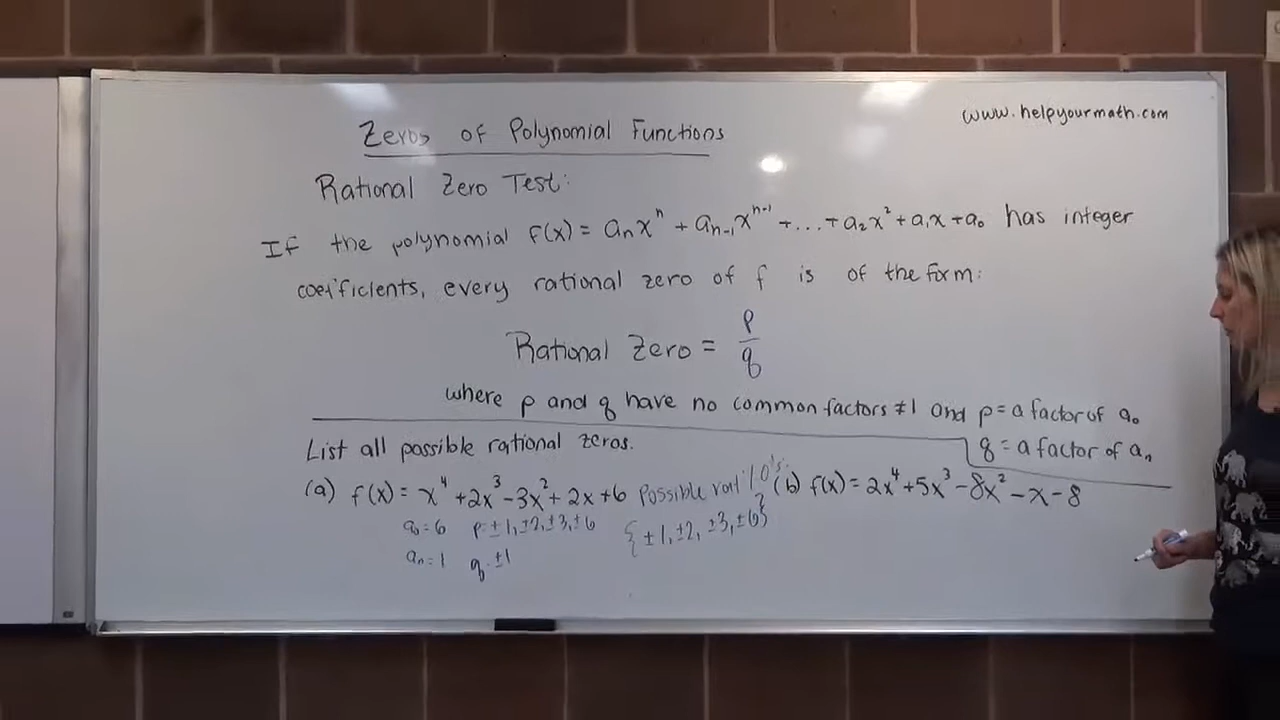 www.helpyourmath.com
Zeros of Polynomial Functions
Rational Zero Test:
If the polynomial f(x) = aₙxⁿ + aₙ₋₁xⁿ⁻¹ + ... + a₂x² + a₁x + a₀ has integer
coefficients, every rational zero of f is of the form:
Rational Zero = p/q
where p and q have no common factors ≠ 1 and p = a factor of a₀
q = a factor of aₙ
List all possible rational zeros.
(a) f(x) = x⁴ + 2x³ - 3x² + 2x + 6
a₀ = 6 p: ±1, ±2, ±3, ±6
aₙ = 1 q: ±1
Possible rat'l 0's:
{±1, ±2, ±3, ±6}
(b) f(x) = 2x⁴ + 5x³ - 8x² - x - 8